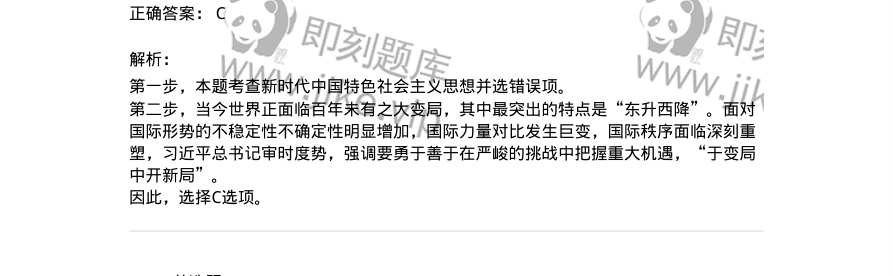 正确答案： C
即刻题库
www.jike.vip
即刻
www.ji
解析：
第一步，本题考查新时代中国特色社会主义思想并选错误项。
第二步，当今世界正面临百年未有之大变局，其中最突出的特点是“东升西降”。面对
国际形势的不稳定性不确定性明显增加，国际力量对比发生巨变，国际秩序面临深刻重
塑，习近平总书记审时度势，强调要勇于善于在严峻的挑战中把握重大机遇，“于变局
中开新局”。
因此，选择C选项。